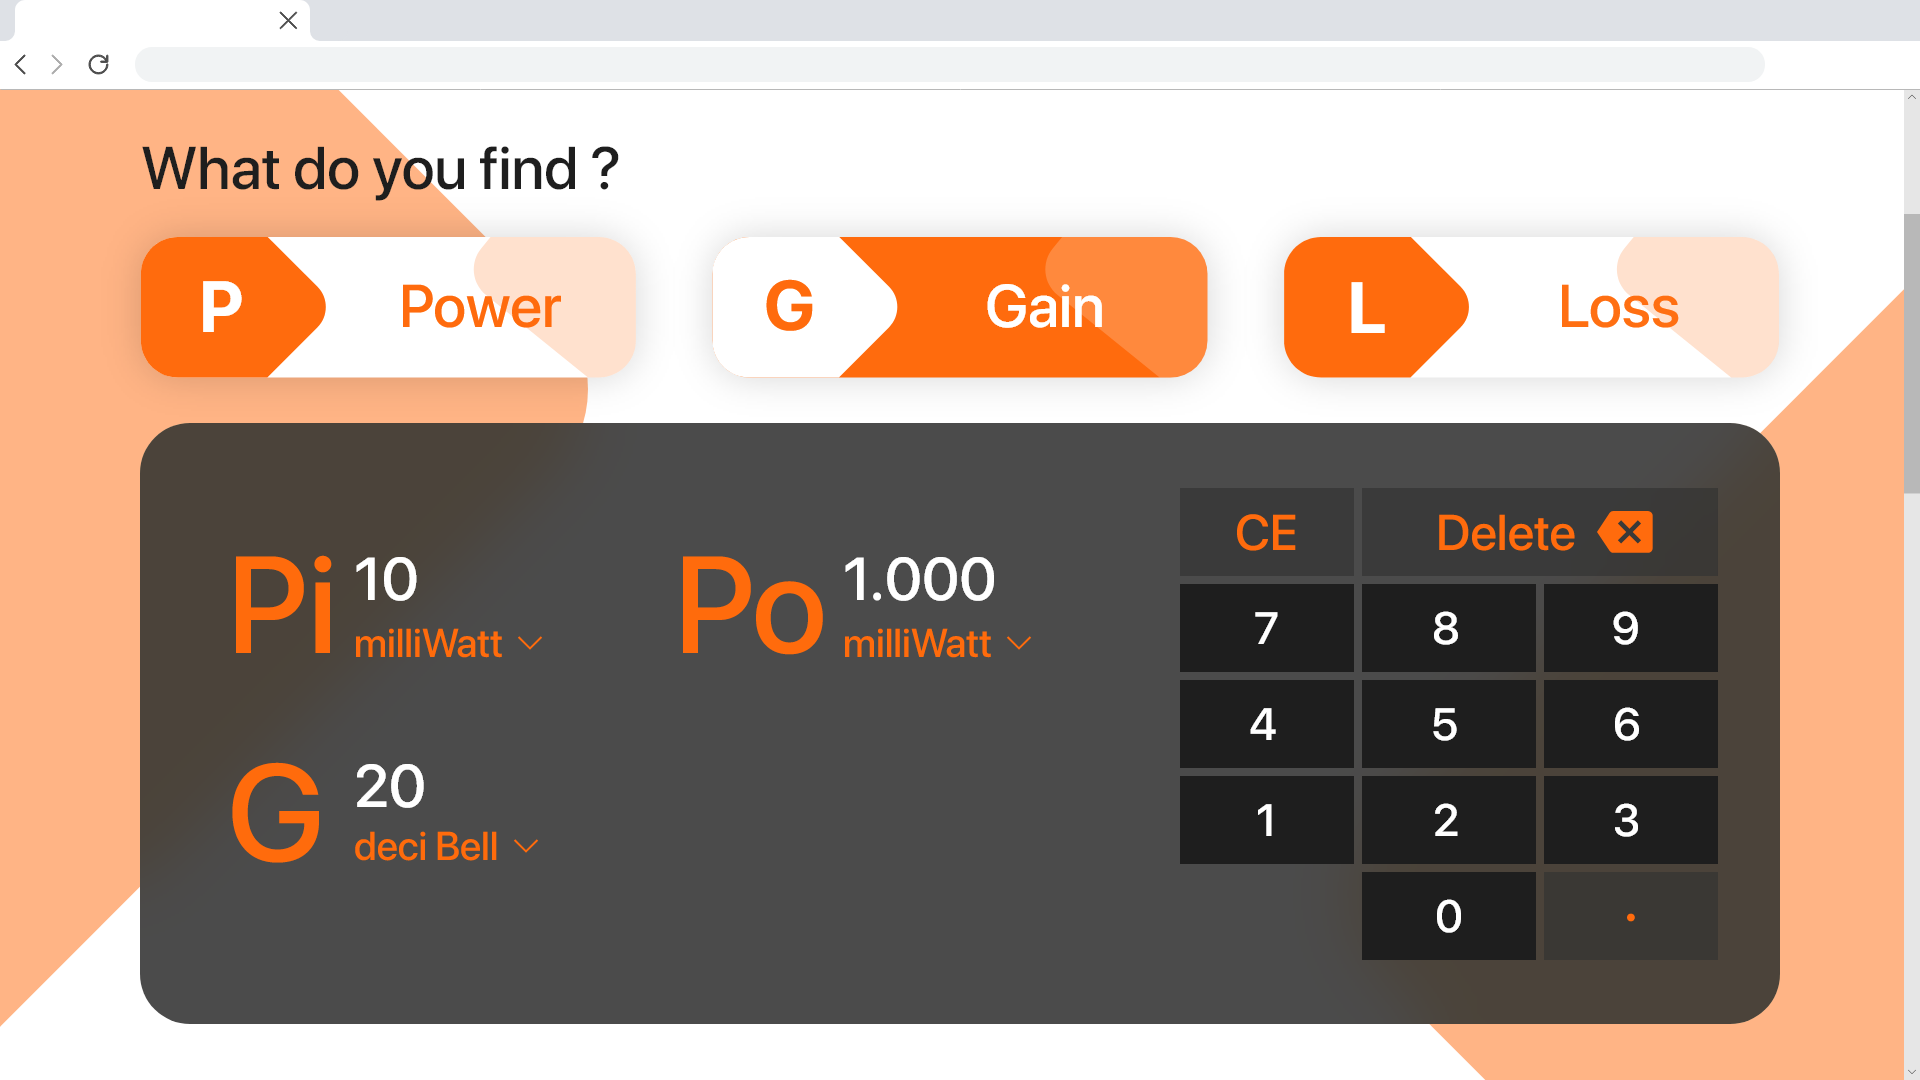 What do you find ?
P Power
G Gain
L Loss
Pi 10
milliWatt
Po 1.000
milliWatt
G 20
deci Bell
CE Delete
7 8 9
4 5 6
1 2 3
0 .